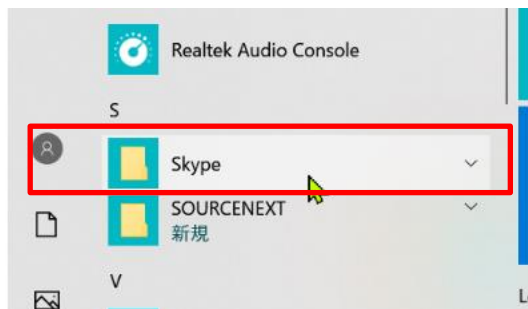 Realtek Audio Console
S
Skype
SOURCENEXT
新規
V